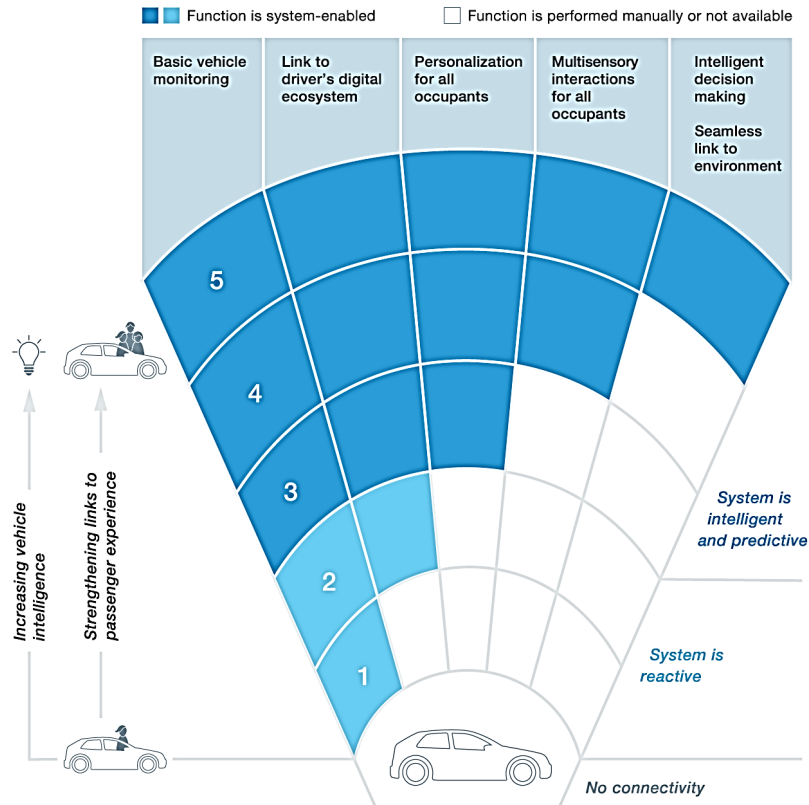 Function is system-enabled
Function is performed manually or not available
Basic vehicle
monitoring
Link to
driver's digital
ecosystem
Personalization
for all
occupants
Multisensory
interactions
for all
occupants
Intelligent
decision
making
Seamless
link to
environment
5
4
3
2
1
Increasing vehicle
intelligence
Strengthening links to
passenger experience
System is
intelligent
and predictive
System is
reactive
No connectivity